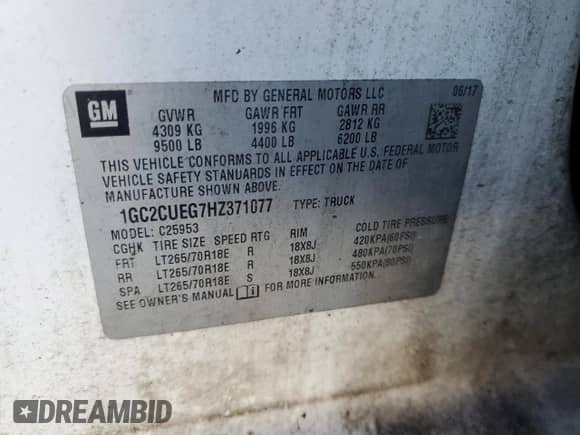 GM
MFD BY GENERAL MOTORS LLC 06/17
GVWR GAWR FRT GAWR RR
4309 KG 1996 KG 2812 KG
9500 LB 4400 LB 6200 LB
THIS VEHICLE CONFORMS TO ALL APPLICABLE U.S. FEDERAL MOTOR
VEHICLE SAFETY STANDARDS IN EFFECT ON THE DATE OF
MANUFACTURE SHOWN ABOVE.
1GC2CUEG7HZ371077 TYPE: TRUCK
MODEL: C25953
CGHK TIRE SIZE SPEED RTG RIM COLD TIRE PRESSURE
FRT LT265/70R18E R 18X8J 420KPA(60PSI)
RR LT265/70R18E R 18X8J 480KPA(70PSI)
SPA LT265/70R18E S 18X8J 550KPA(80PSI)
SEE OWNER'S MANUAL FOR MORE INFORMATION.
DREAMBID